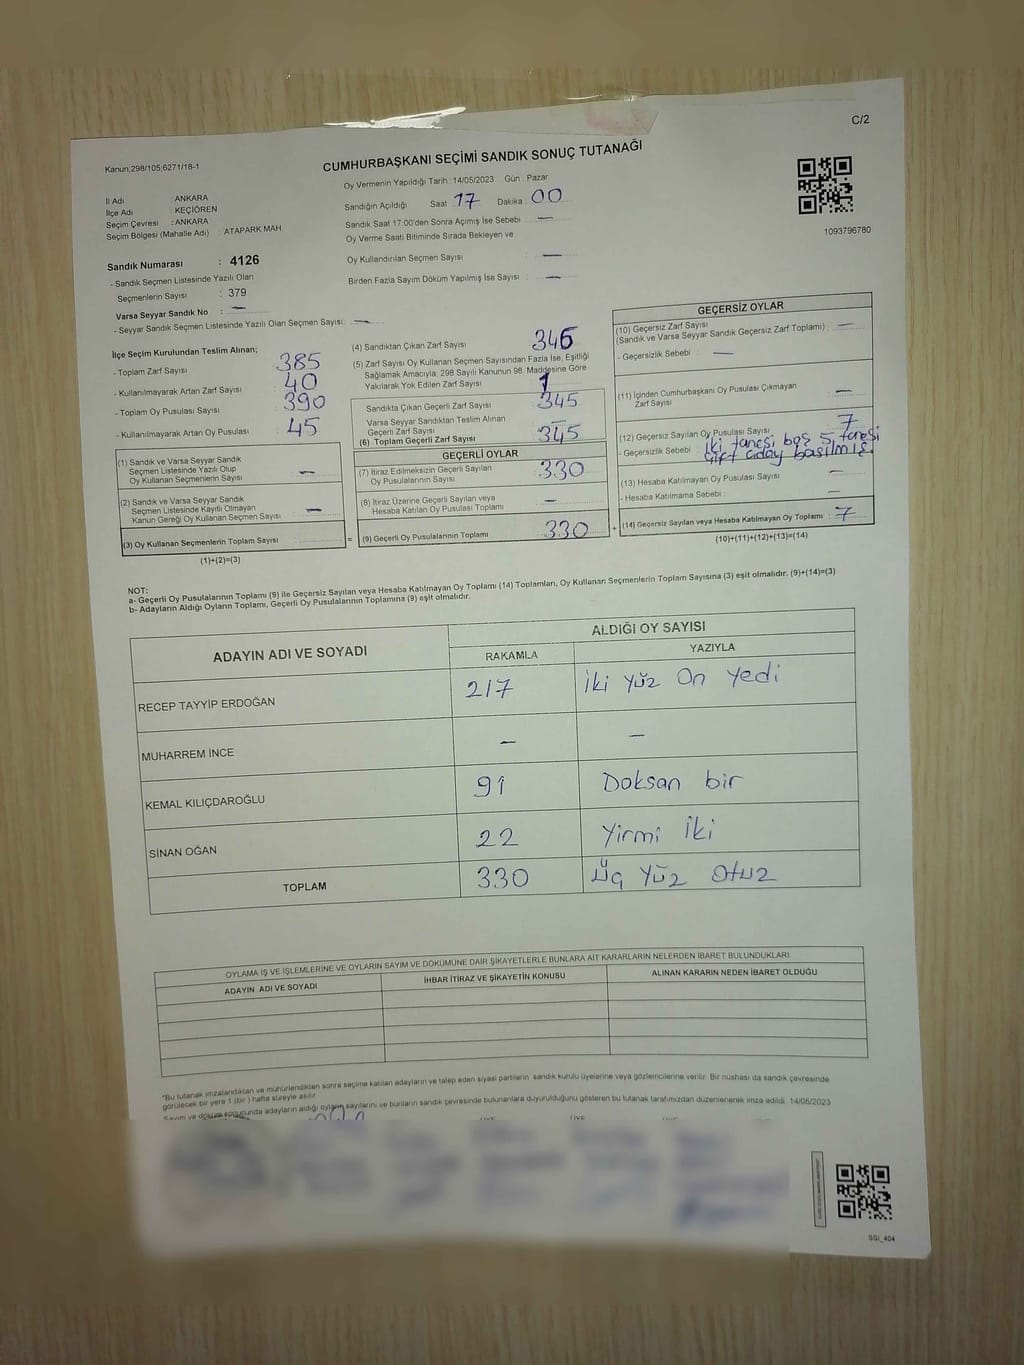 C/2
Kanun,298/105;6271/18-1
CUMHURBAŞKANI SEÇİMİ SANDIK SONUÇ TUTANAĞI
Oy Vermenin Yapıldığı Tarih : 14/05/2023 Gün : Pazar
İl Adı : ANKARA
İlçe Adı : KEÇİÖREN
Seçim Çevresi : ANKARA
Seçim Bölgesi (Mahalle Adı) : ATAPARK MAH
Sandığın Açıldığı Saat 17 Dakika 00
Sandık Saat 17:00'den Sonra Açımış İse Sebebi : —
Oy Verme Saati Bitiminde Sırada Bekleyen ve
Oy Kullandırılan Seçmen Sayısı : —
Birden Fazla Sayım Döküm Yapılmış İse Sayısı : —
1093796780
Sandık Numarası : 4126
- Sandık Seçmen Listesinde Yazılı Olan
Seçmenlerin Sayısı : 379
Varsa Seyyar Sandık No : —
- Seyyar Sandık Seçmen Listesinde Yazılı Olan Seçmen Sayısı: —
İlçe Seçim Kurulundan Teslim Alınan;
- Toplam Zarf Sayısı 385
- Kullanılmayarak Artan Zarf Sayısı 40
- Toplam Oy Pusulası Sayısı 390
- Kullanılmayarak Artan Oy Pusulası 45
(1) Sandık ve Varsa Seyyar Sandık
Seçmen Listesinde Yazılı Olup
Oy Kullanan Seçmenlerin Sayısı —
(2) Sandık ve Varsa Seyyar Sandık
Seçmen Listesinde Kayıtlı Olmayan
Kanun Gereği Oy Kullanan Seçmen Sayısı —
(3) Oy Kullanan Seçmenlerin Toplam Sayısı
(1)+(2)=(3)
(4) Sandıktan Çıkan Zarf Sayısı 346
(5) Zarf Sayısı Oy Kullanan Seçmen Sayısından Fazla İse, Eşitliği
Sağlamak Amacıyla; 298 Sayılı Kanunun 98. Maddesine Göre
Yakılarak Yok Edilen Zarf Sayısı 1
Sandıkta Çıkan Geçerli Zarf Sayısı 345
Varsa Seyyar Sandıktan Teslim Alınan
Geçerli Zarf Sayısı —
(6) Toplam Geçerli Zarf Sayısı 345
GEÇERLİ OYLAR
(7) İtiraz Edilmeksizin Geçerli Sayılan
Oy Pusulalarının Sayısı 330
(8) İtiraz Üzerine Geçerli Sayılan veya
Hesaba Katılan Oy Pusulası Toplamı —
= (9) Geçerli Oy Pusulalarının Toplamı 330 +
GEÇERSİZ OYLAR
(10) Geçersiz Zarf Sayısı
(Sandık ve Varsa Seyyar Sandık Geçersiz Zarf Toplamı) : —
- Geçersizlik Sebebi : —
(11) İçinden Cumhurbaşkanı Oy Pusulası Çıkmayan
Zarf Sayısı —
(12) Geçersiz Sayılan Oy Pusulası Sayısı : 7
- Geçersizlik Sebebi iki tanesi boş 5 tanesi
çift aday basılmış
(13) Hesaba Katılmayan Oy Pusulası Sayısı : —
- Hesaba Katılmama Sebebi : —
(14) Geçersiz Sayılan veya Hesaba Katılmayan Oy Toplamı : 7
(10)+(11)+(12)+(13)=(14)
NOT:
a- Geçerli Oy Pusulalarının Toplamı (9) ile Geçersiz Sayılan veya Hesaba Katılmayan Oy Toplamı (14) Toplamları, Oy Kullanan Seçmenlerin Toplam Sayısına (3) eşit olmalıdır. (9)+(14)=(3)
b- Adayların Aldığı Oyların Toplamı, Geçerli Oy Pusulalarının Toplamına (9) eşit olmalıdır.
ADAYIN ADI VE SOYADI
ALDIĞI OY SAYISI
RAKAMLA YAZIYLA
RECEP TAYYİP ERDOĞAN 217 İki Yüz On Yedi
MUHARREM İNCE — —
KEMAL KILIÇDAROĞLU 91 Doksan bir
SİNAN OĞAN 22 Yirmi İki
TOPLAM 330 Üç Yüz Otuz
OYLAMA İŞ VE İŞLEMLERİNE VE OYLARIN SAYIM VE DÖKÜMÜNE DAİR ŞİKAYETLERLE BUNLARA AİT KARARLARIN NELERDEN İBARET BULUNDUKLARI
ADAYIN ADI VE SOYADI
İHBAR İTİRAZ VE ŞİKAYETİN KONUSU
ALINAN KARARIN NEDEN İBARET OLDUĞU
*Bu tutanak imzalandıktan ve mühürlendikten sonra seçime katılan adayların ve talep eden siyasi partilerin sandık kurulu üyelerine veya gözlemcilerine verilir. Bir nüshası da sandık çevresinde
görülecek bir yere 1 (bir ) hafta süreyle asılır.
Sayım ve döküm sonucunda adayların aldığı oyların sayılarını ve bunların sandık çevresinde bulunanlara duyurulduğunu gösteren bu tutanak tarafımızdan düzenlenerek imza edildi. 14/05/2023
ÜYE ÜYE ÜYE
SSI_404